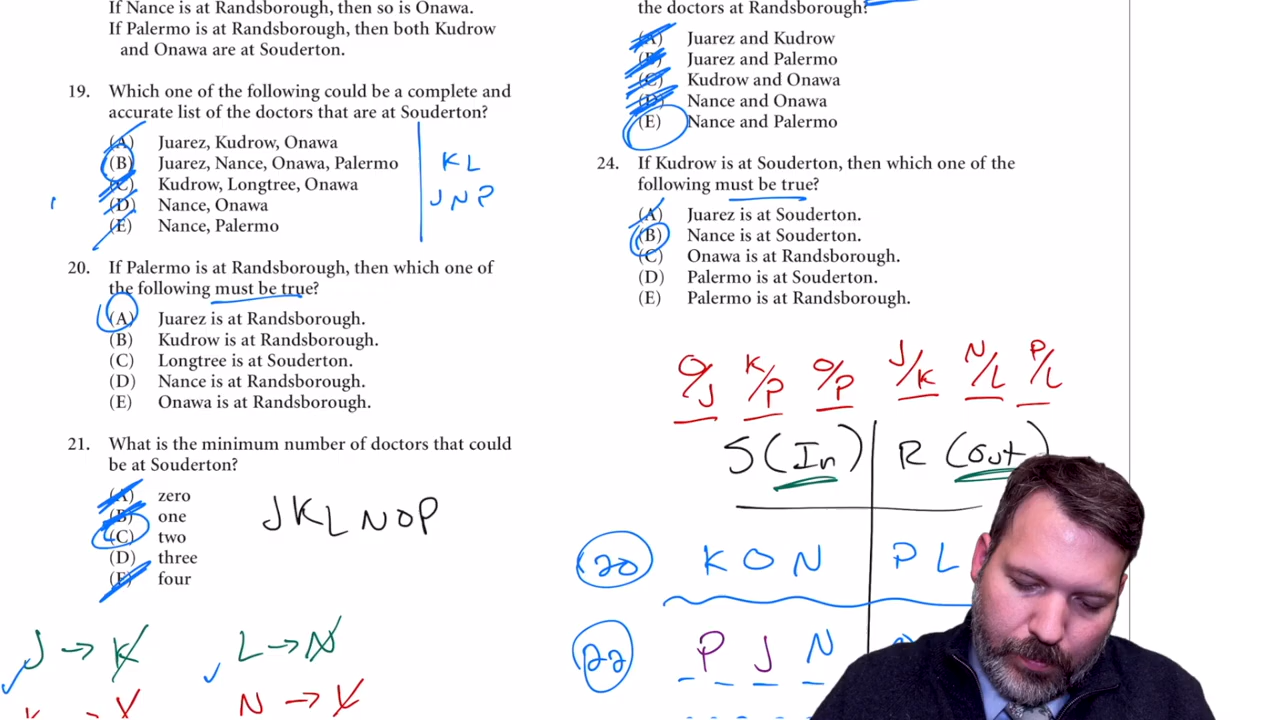 If Nance is at Randsborough, then so is Onawa.
If Palermo is at Randsborough, then both Kudrow
and Onawa are at Souderton.
19. Which one of the following could be a complete and
accurate list of the doctors that are at Souderton?
(A) Juarez, Kudrow, Onawa
(B) Juarez, Nance, Onawa, Palermo
(C) Kudrow, Longtree, Onawa
(D) Nance, Onawa
(E) Nance, Palermo
K L
J N P
20. If Palermo is at Randsborough, then which one of
the following must be true?
(A) Juarez is at Randsborough.
(B) Kudrow is at Randsborough.
(C) Longtree is at Souderton.
(D) Nance is at Randsborough.
(E) Onawa is at Randsborough.
21. What is the minimum number of doctors that could
be at Souderton?
(A) zero
(B) one
(C) two
(D) three
(E) four
J K L N O P
J → K
L → N
N → L
the doctors at Randsborough?
(A) Juarez and Kudrow
(B) Juarez and Palermo
(C) Kudrow and Onawa
(D) Nance and Onawa
(E) Nance and Palermo
24. If Kudrow is at Souderton, then which one of the
following must be true?
(A) Juarez is at Souderton.
(B) Nance is at Souderton.
(C) Onawa is at Randsborough.
(D) Palermo is at Souderton.
(E) Palermo is at Randsborough.
O/J K/P O/P J/K N/L P/L
S (In) R (Out)
20 K O N P L
22 P J N